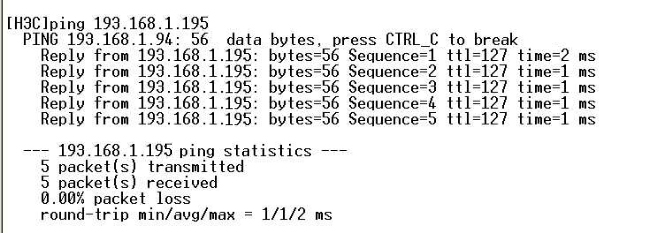 [H3C]ping 193.168.1.195
PING 193.168.1.94: 56  data bytes, press CTRL_C to break
Reply from 193.168.1.195: bytes=56 Sequence=1 ttl=127 time=2 ms
Reply from 193.168.1.195: bytes=56 Sequence=2 ttl=127 time=1 ms
Reply from 193.168.1.195: bytes=56 Sequence=3 ttl=127 time=1 ms
Reply from 193.168.1.195: bytes=56 Sequence=4 ttl=127 time=1 ms
Reply from 193.168.1.195: bytes=56 Sequence=5 ttl=127 time=1 ms
--- 193.168.1.195 ping statistics ---
5 packet(s) transmitted
5 packet(s) received
0.00% packet loss
round-trip min/avg/max = 1/1/2 ms